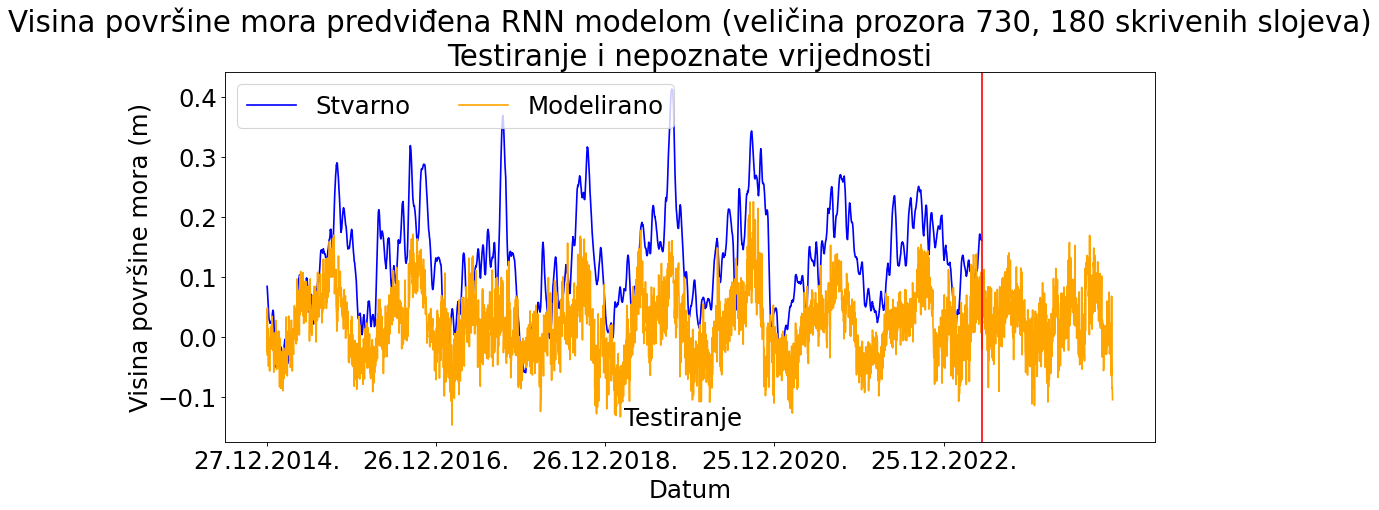 Visina površine mora predviđena RNN modelom (veličina prozora 730, 180 skrivenih slojeva)
Testiranje i nepoznate vrijednosti
Stvarno Modelirano
Visina površine mora (m)
0.4
0.3
0.2
0.1
0.0
−0.1
Testiranje
27.12.2014. 26.12.2016. 26.12.2018. 25.12.2020. 25.12.2022.
Datum